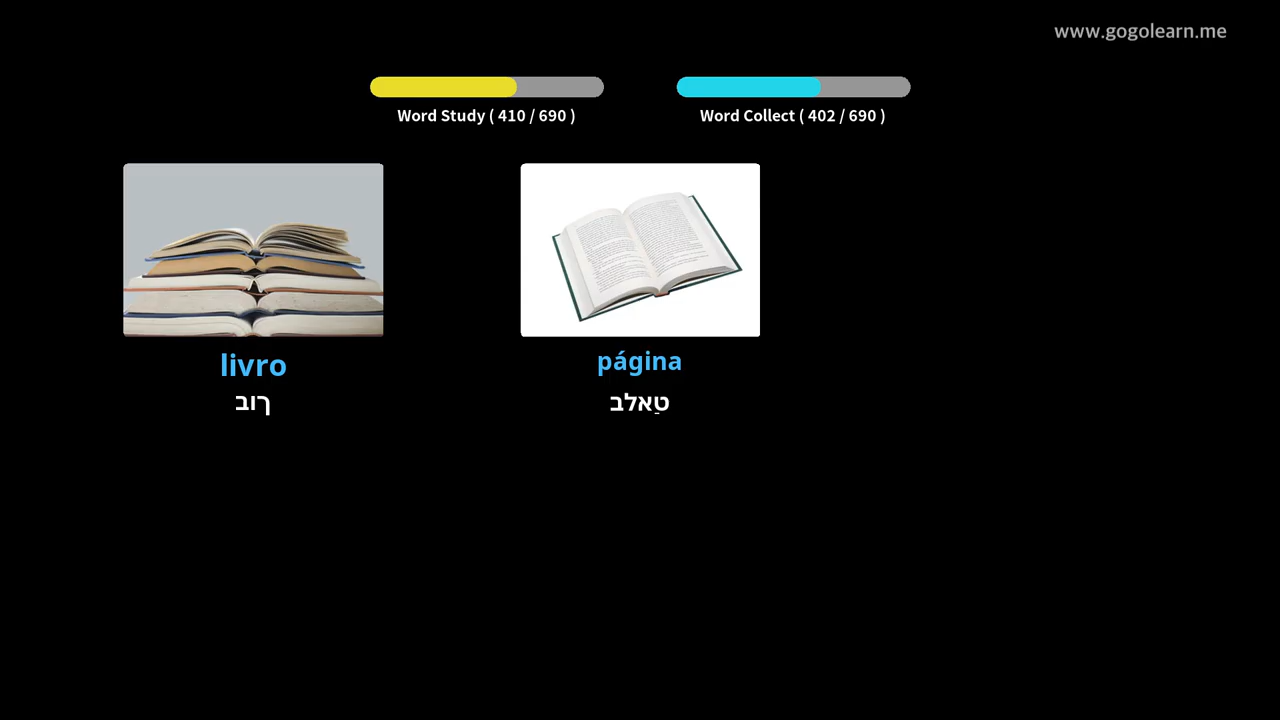 www.gogolearn.me
Word Study ( 410 / 690 )
Word Collect ( 402 / 690 )
livro
ךוב
página
טַאלב